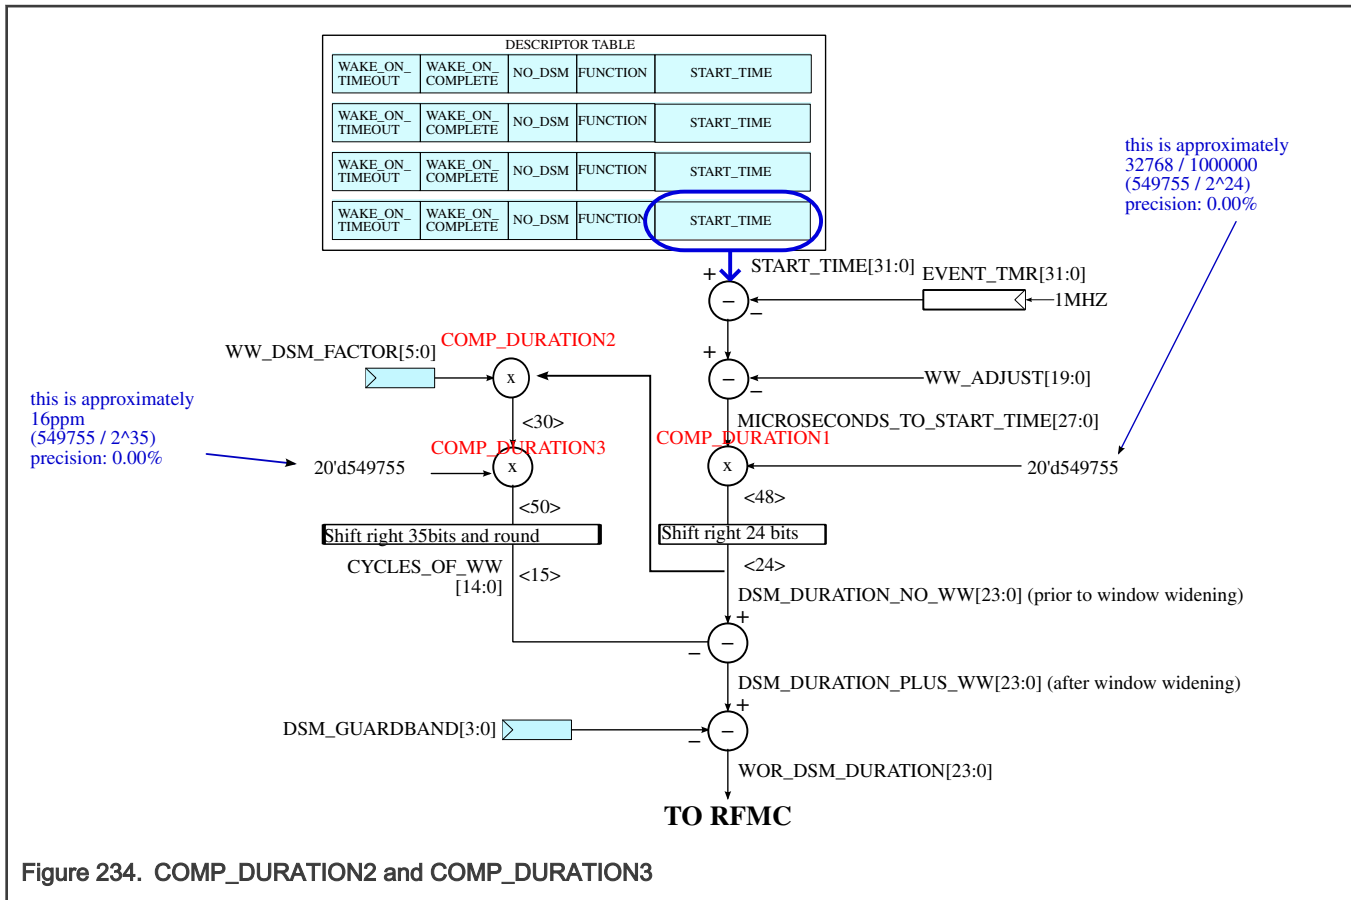 DESCRIPTOR TABLE
WAKE_ON_ WAKE_ON_ NO_DSM FUNCTION START_TIME
TIMEOUT COMPLETE
WAKE_ON_ WAKE_ON_ NO_DSM FUNCTION START_TIME
TIMEOUT COMPLETE
WAKE_ON_ WAKE_ON_ NO_DSM FUNCTION START_TIME
TIMEOUT COMPLETE
WAKE_ON_ WAKE_ON_ NO_DSM FUNCTION START_TIME
TIMEOUT COMPLETE
this is approximately
32768 / 1000000
(549755 / 2^24)
precision: 0.00%
+ START_TIME[31:0] EVENT_TMR[31:0]
− − 1MHZ
COMP_DURATION2
WW_DSM_FACTOR[5:0]
x
+
− − WW_ADJUST[19:0]
this is approximately
16ppm
(549755 / 2^35)
precision: 0.00%
<30> MICROSECONDS_TO_START_TIME[27:0]
COMP_DURATION3 COMP_DURATION1
20'd549755 x x 20'd549755
<50> <48>
Shift right 35bits and round Shift right 24 bits
CYCLES_OF_WW <15> <24>
[14:0]
DSM_DURATION_NO_WW[23:0] (prior to window widening)
+
− −
DSM_DURATION_PLUS_WW[23:0] (after window widening)
+
DSM_GUARDBAND[3:0] − −
WOR_DSM_DURATION[23:0]
TO RFMC
Figure 234. COMP_DURATION2 and COMP_DURATION3